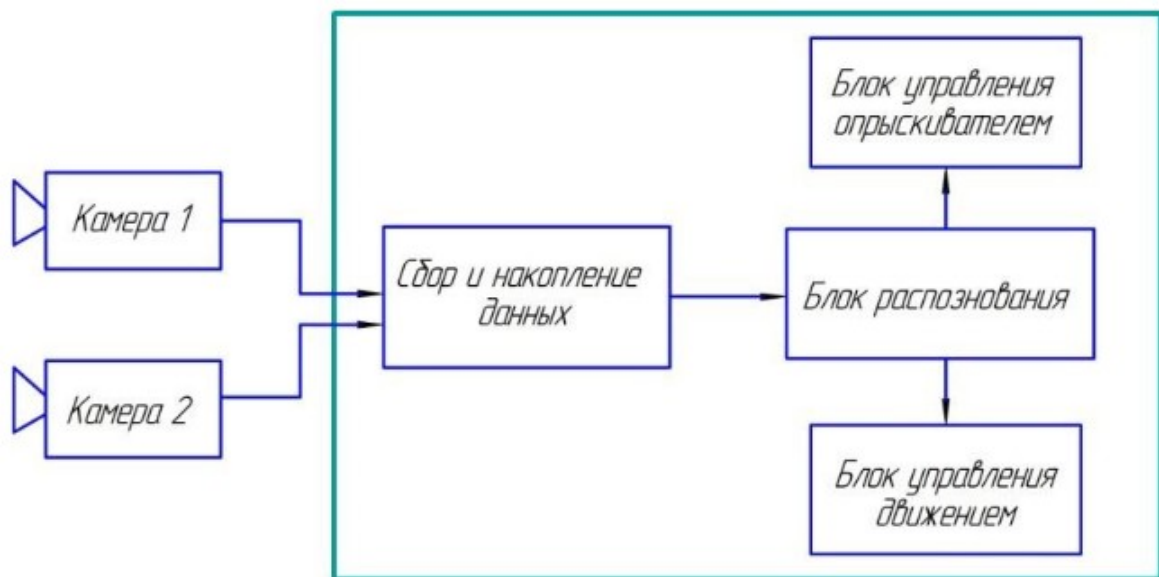 Блок управления
опрыскивателем
Камера 1
Сбор и накопление
данных
Блок распознования
Камера 2
Блок управления
движением